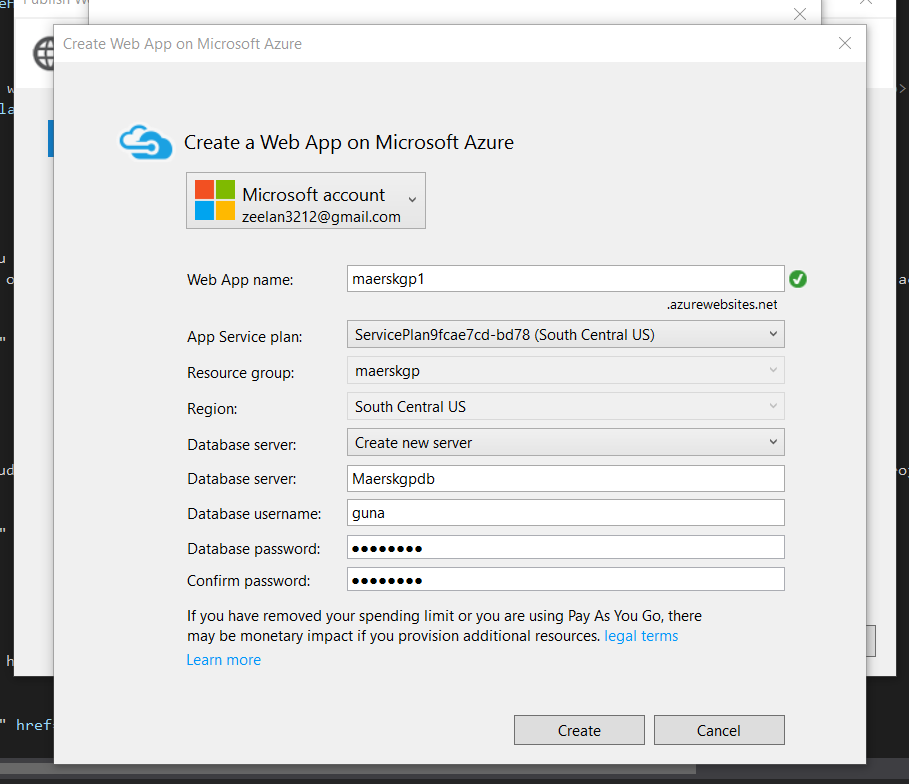 Publish We
Create Web App on Microsoft Azure
Create a Web App on Microsoft Azure
Microsoft account
zeelan3212@gmail.com
Web App name:
maerskgp1
.azurewebsites.net
App Service plan:
ServicePlan9fcae7cd-bd78 (South Central US)
Resource group:
maerskgp
Region:
South Central US
Database server:
Create new server
Database server:
Maerskgpdb
Database username:
guna
Database password:
●●●●●●●●
Confirm password:
●●●●●●●●
If you have removed your spending limit or you are using Pay As You Go, there
may be monetary impact if you provision additional resources. legal terms
Learn more
" href
Create
Cancel